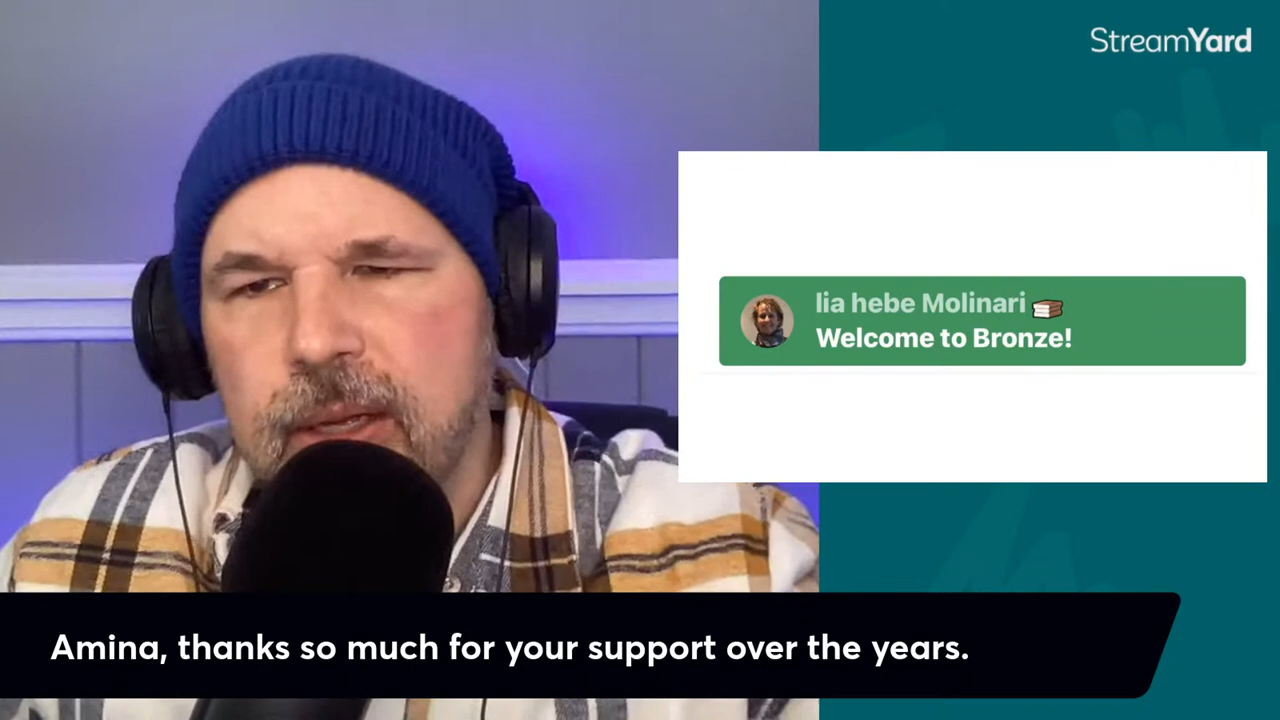 StreamYard
lia hebe Molinari
Welcome to Bronze!
Amina, thanks so much for your support over the years.